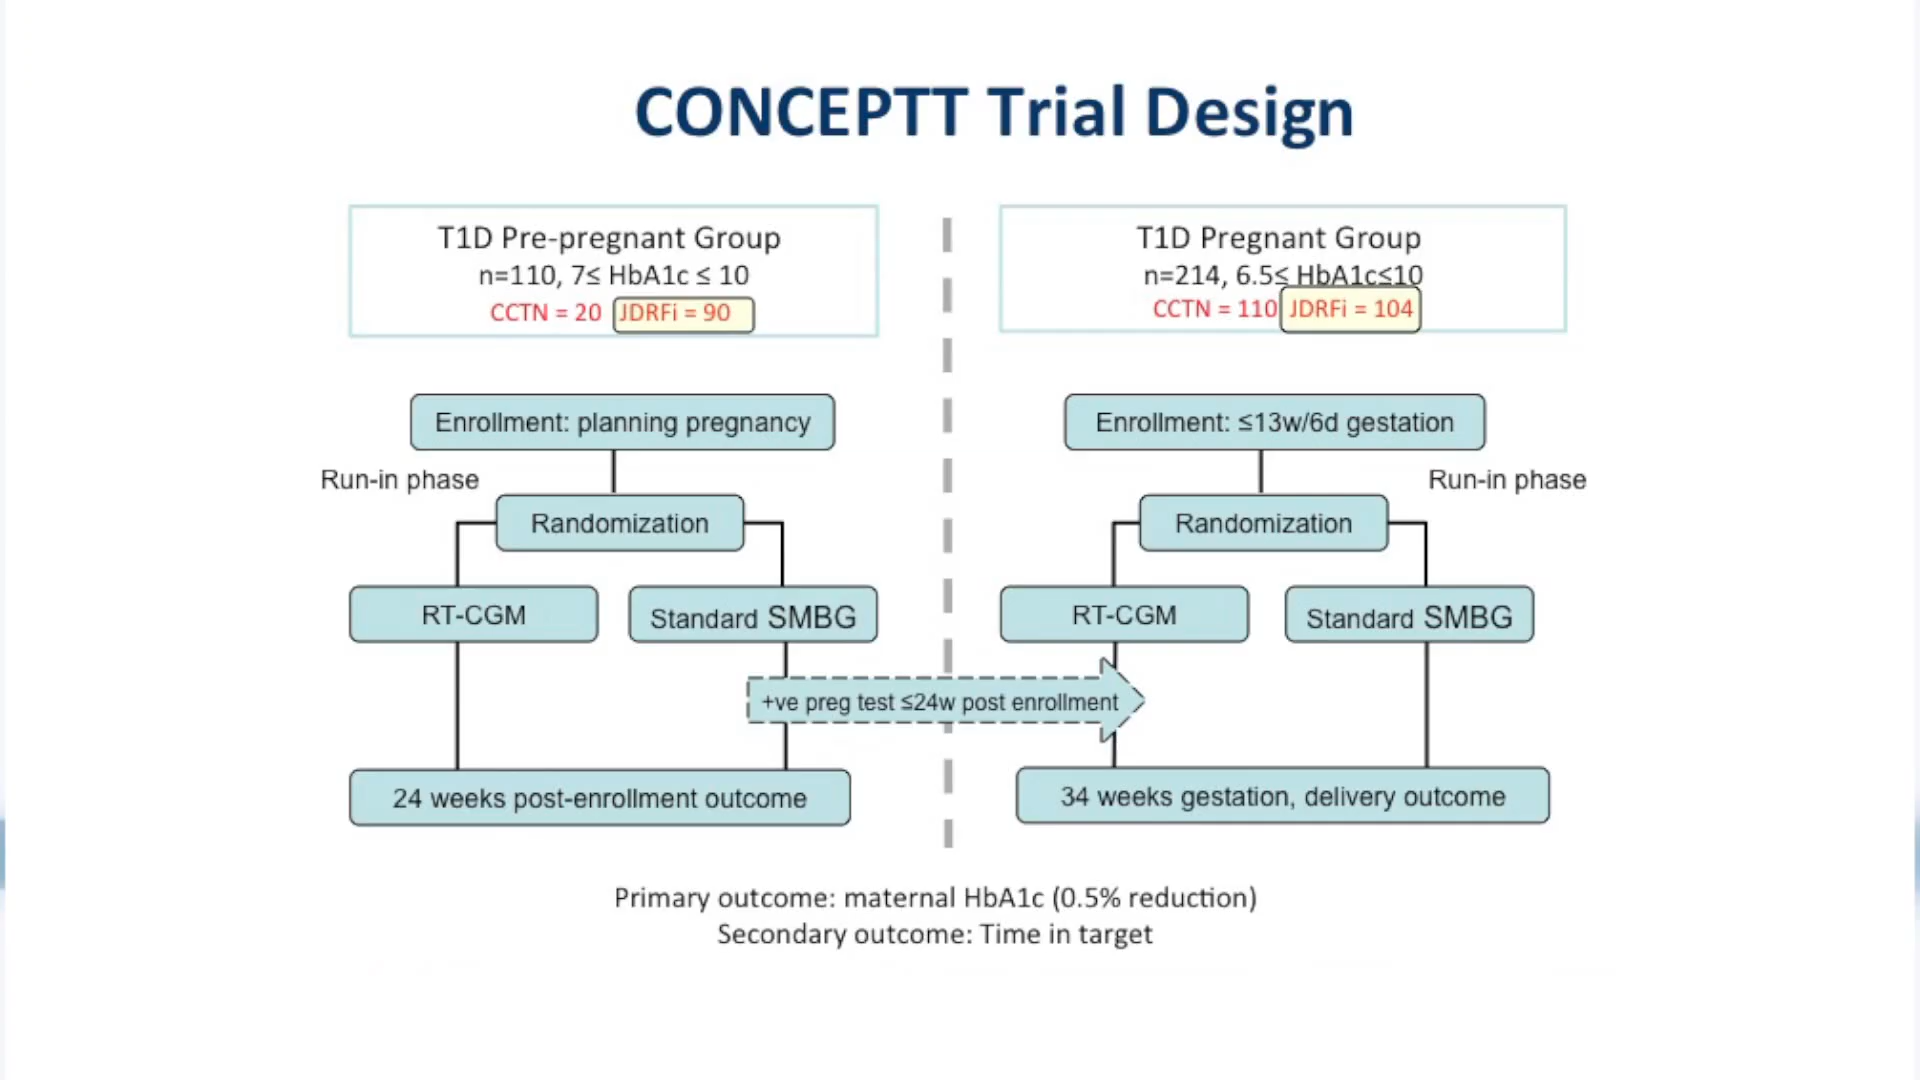 CONCEPTT Trial Design
T1D Pre-pregnant Group
n=110, 7≤ HbA1c ≤ 10
CCTN = 20 JDRFi = 90
T1D Pregnant Group
n=214, 6.5≤ HbA1c≤10
CCTN = 110 JDRFi = 104
Enrollment: planning pregnancy
Run-in phase
Randomization
RT-CGM
Standard SMBG
Enrollment: ≤13w/6d gestation
Run-in phase
Randomization
RT-CGM
Standard SMBG
+ve preg test ≤24w post enrollment
24 weeks post-enrollment outcome
34 weeks gestation, delivery outcome
Primary outcome: maternal HbA1c (0.5% reduction)
Secondary outcome: Time in target